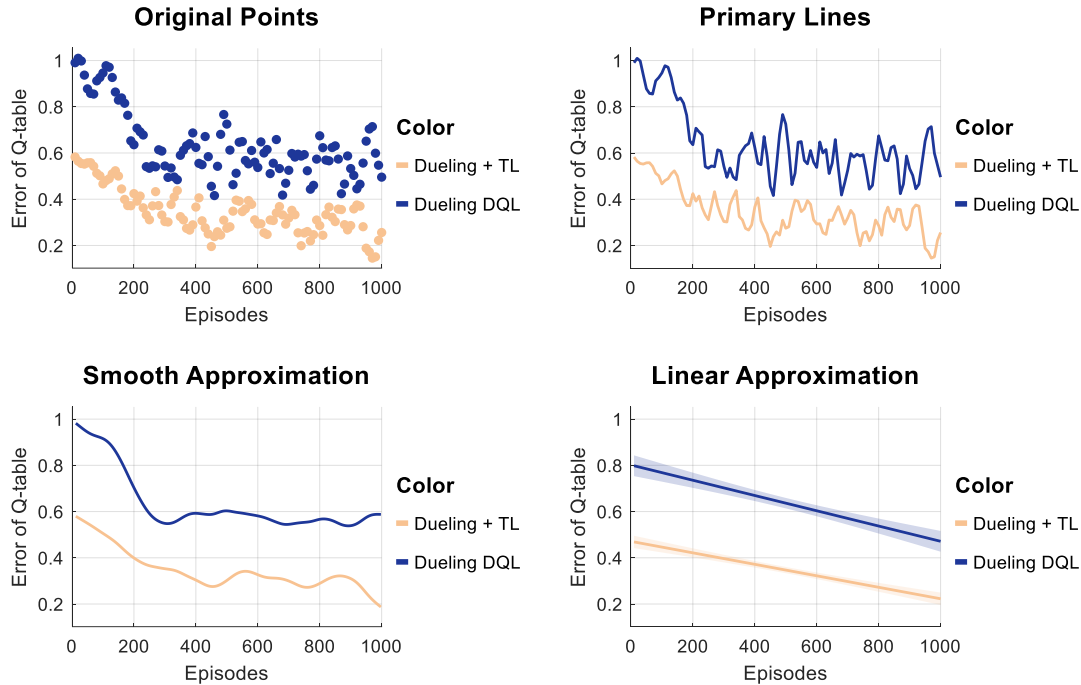 Original Points
Error of Q-table
1
0.8
0.6
0.4
0.2
0 200 400 600 800 1000
Episodes
Color
Dueling + TL
Dueling DQL
Primary Lines
Error of Q-table
1
0.8
0.6
0.4
0.2
0 200 400 600 800 1000
Episodes
Color
Dueling + TL
Dueling DQL
Smooth Approximation
Error of Q-table
1
0.8
0.6
0.4
0.2
0 200 400 600 800 1000
Episodes
Color
Dueling + TL
Dueling DQL
Linear Approximation
Error of Q-table
1
0.8
0.6
0.4
0.2
0 200 400 600 800 1000
Episodes
Color
Dueling + TL
Dueling DQL